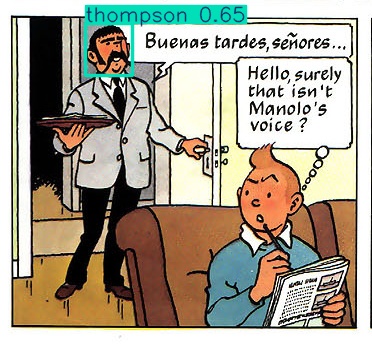 thompson 0.65
Buenas tardes, señores...
Hello, surely
that isn't
Manolo's
voice ?